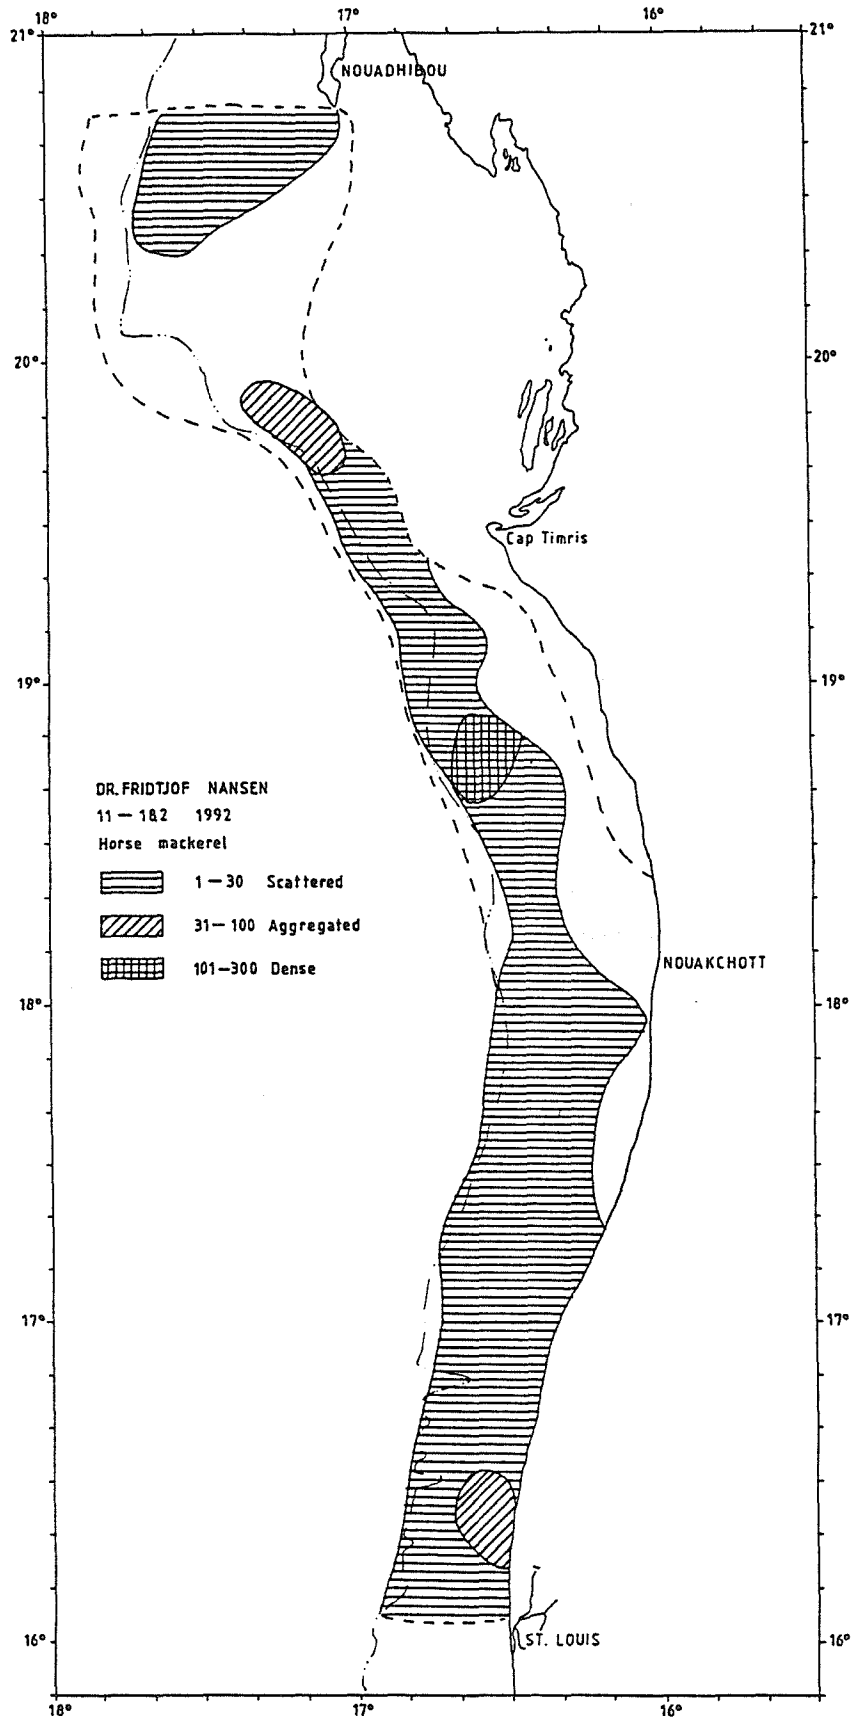 18° 17° 16°
21° 21°
NOUADHIBOU
20° 20°
Cap Timris
19° 19°
DR. FRIDTJOF NANSEN
11 — 18.2 1992
Horse mackerel
1 — 30 Scattered
31 — 100 Aggregated
101—300 Dense
NOUAKCHOTT
18° 18°
17° 17°
16° 16°
ST. LOUIS
18° 17° 16°